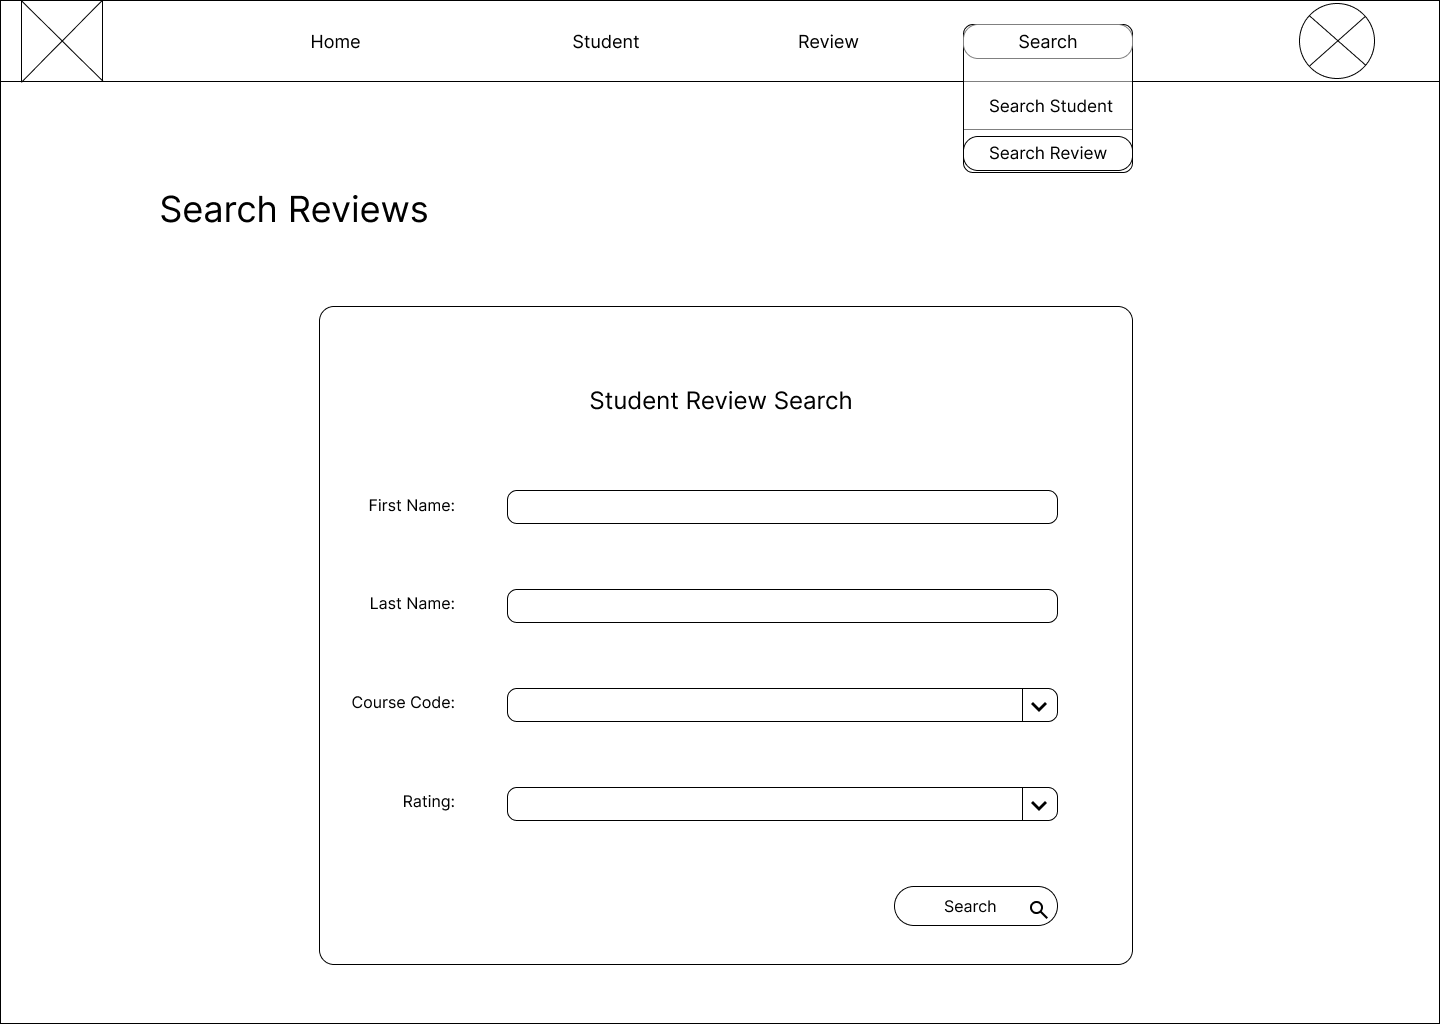 Home
Student
Review
Search
Search Student
Search Review
Search Reviews
Student Review Search
First Name:
Last Name:
Course Code:
Rating:
Search